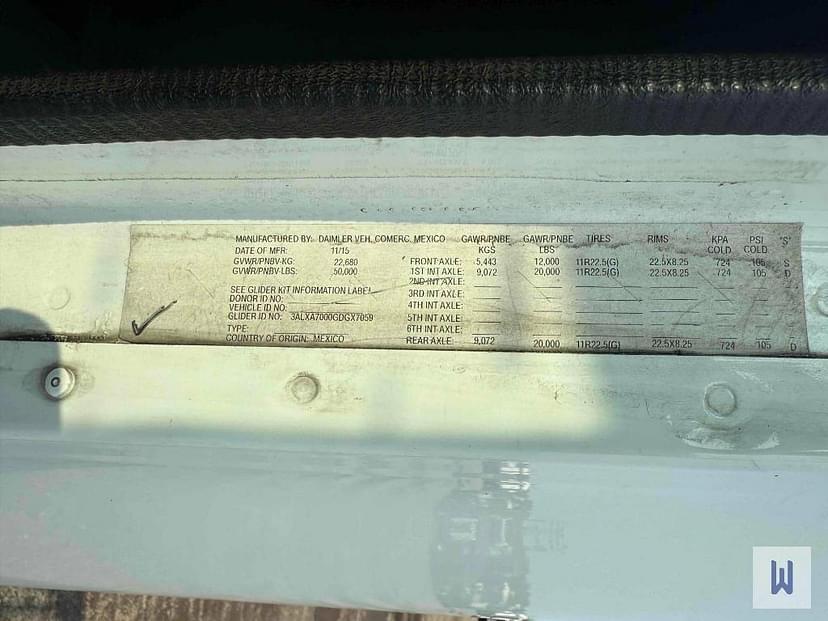 MANUFACTURED BY: DAIMLER VEH. COMERC. MEXICO GAWR/PNBE GAWR/PNBE TIRES RIMS KPA PSI 'S'
DATE OF MFR: 11/15 KGS LBS COLD COLD
GVWR/PNBV-KG: 22,680 FRONT AXLE: 5,443 12,000 11R22.5(G) 22.5X8.25 724 105 S
GVWR/PNBV-LBS: 50,000 1ST INT AXLE: 9,072 20,000 11R22.5(G) 22.5X8.25 724 105 D
2ND INT AXLE:
SEE GLIDER KIT INFORMATION LABEL 3RD INT AXLE:
DONOR ID NO: 4TH INT AXLE:
VEHICLE ID NO:
GLIDER ID NO: 3ALXA7000GDGX7059 5TH INT AXLE:
TYPE: 6TH INT AXLE:
COUNTRY OF ORIGIN: MEXICO REAR AXLE: 9,072 20,000 11R22.5(G) 22.5X8.25 724 105 D
W